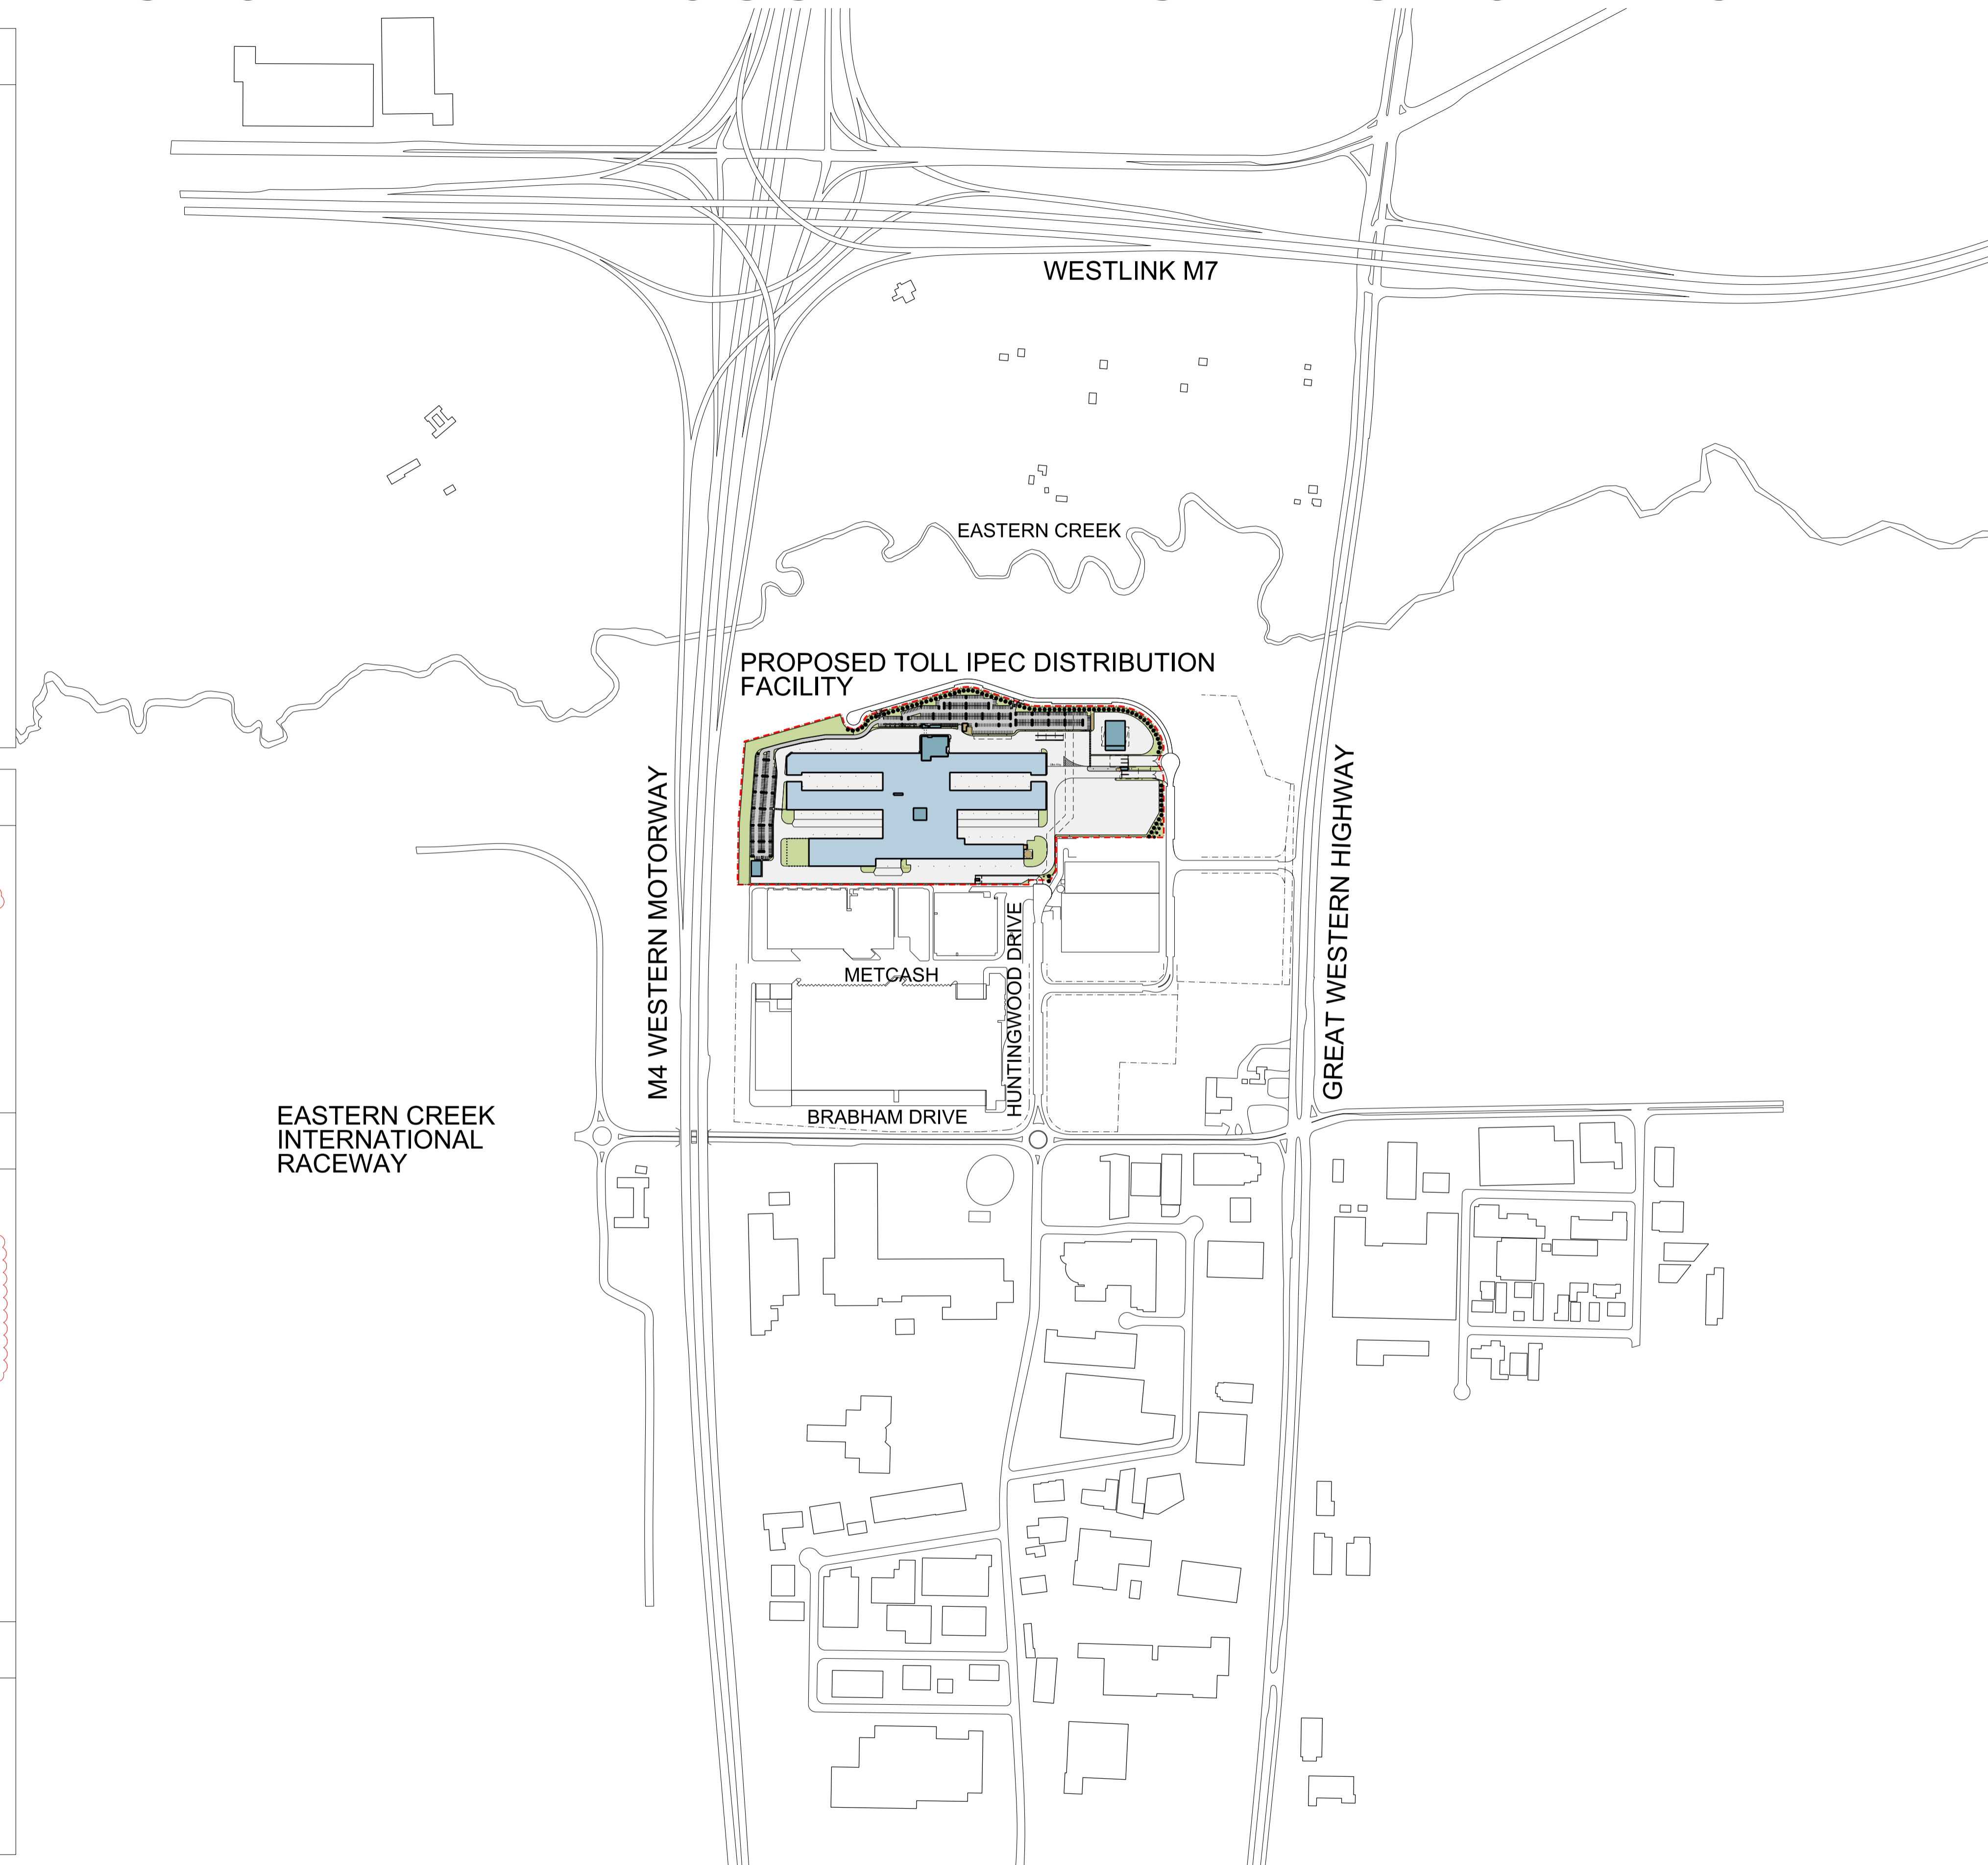 WESTLINK M7
EASTERN CREEK
PROPOSED TOLL IPEC DISTRIBUTION
FACILITY
M4 WESTERN MOTORWAY
GREAT WESTERN HIGHWAY
HUNTINGWOOD DRIVE
METCASH
BRABHAM DRIVE
EASTERN CREEK
INTERNATIONAL
RACEWAY